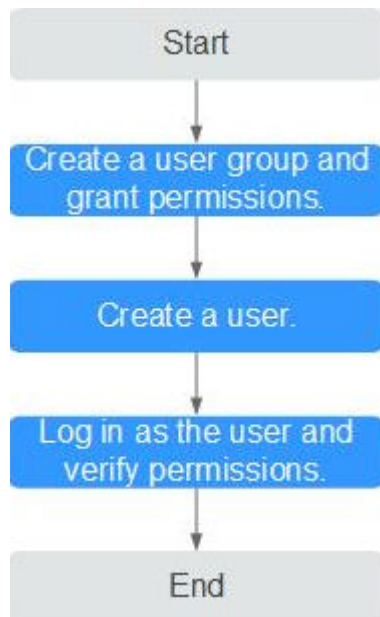 Start
Create a user group and
grant permissions.
Create a user.
Log in as the user and
verify permissions.
End